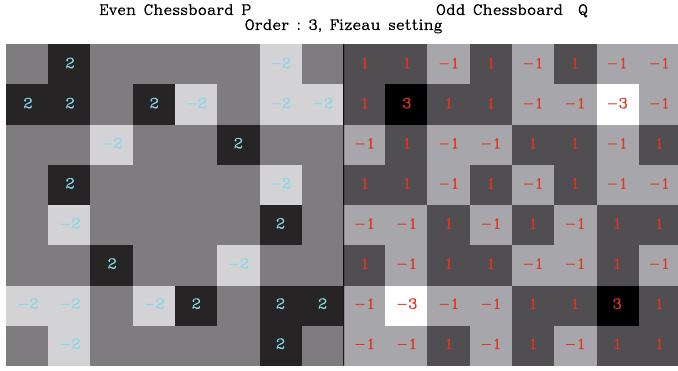 Even Chessboard P Odd Chessboard Q
Order : 3, Fizeau setting
2 −2 1 1 −1 1 −1 1 −1 −1
2 2 2 −2 −2 −2 1 3 1 1 −1 −1 −3 −1
−2 2 −1 1 −1 −1 1 1 −1 1
2 −2 1 1 −1 1 −1 1 −1 −1
−2 2 −1 −1 1 −1 1 −1 1 1
2 −2 1 −1 1 1 −1 −1 1 −1
−2 −2 −2 2 2 2 −1 −3 −1 −1 1 1 3 1
−2 2 −1 −1 1 −1 1 −1 1 1